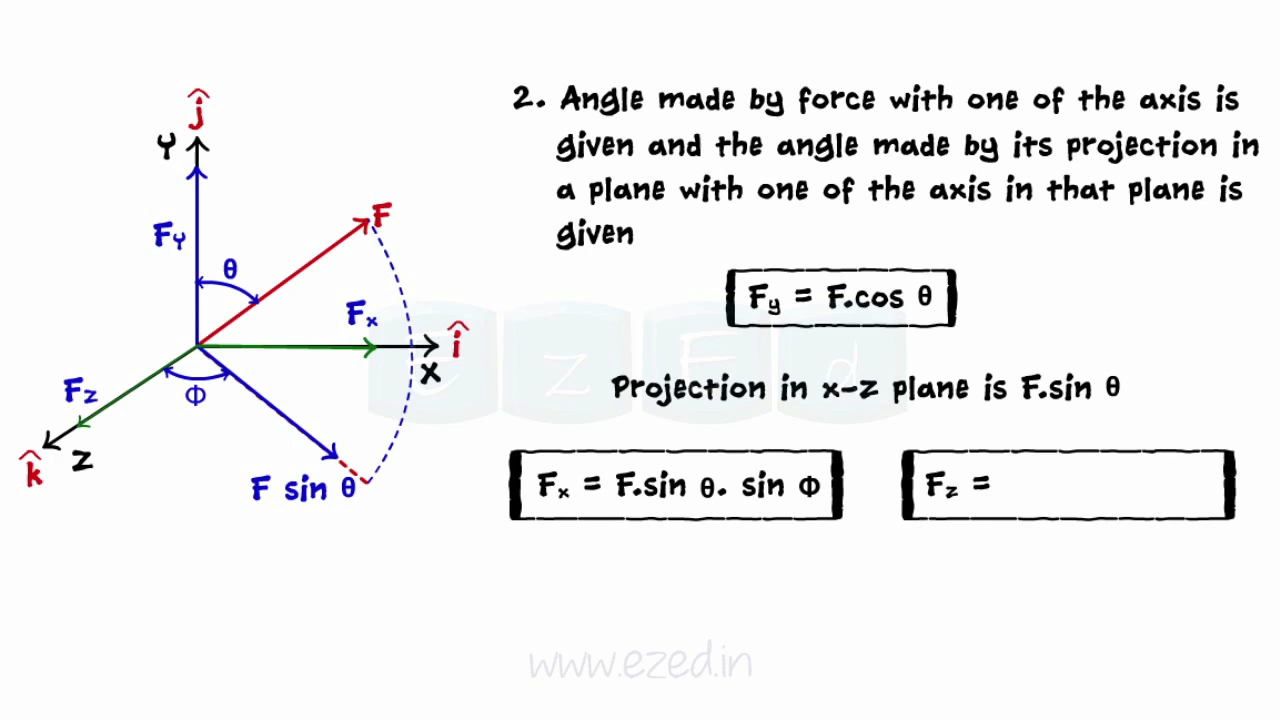 ĵ
Y
2. Angle made by force with one of the axis is
given and the angle made by its projection in
a plane with one of the axis in that plane is
given
F
FY
θ
Fy = F.cos θ
Fx
î
X
Projection in x-z plane is F.sin θ
Fz
Φ
k̂
Z
F sin θ
Fx = F.sin θ. sin Φ
Fz =
EzEd
www.ezed.in